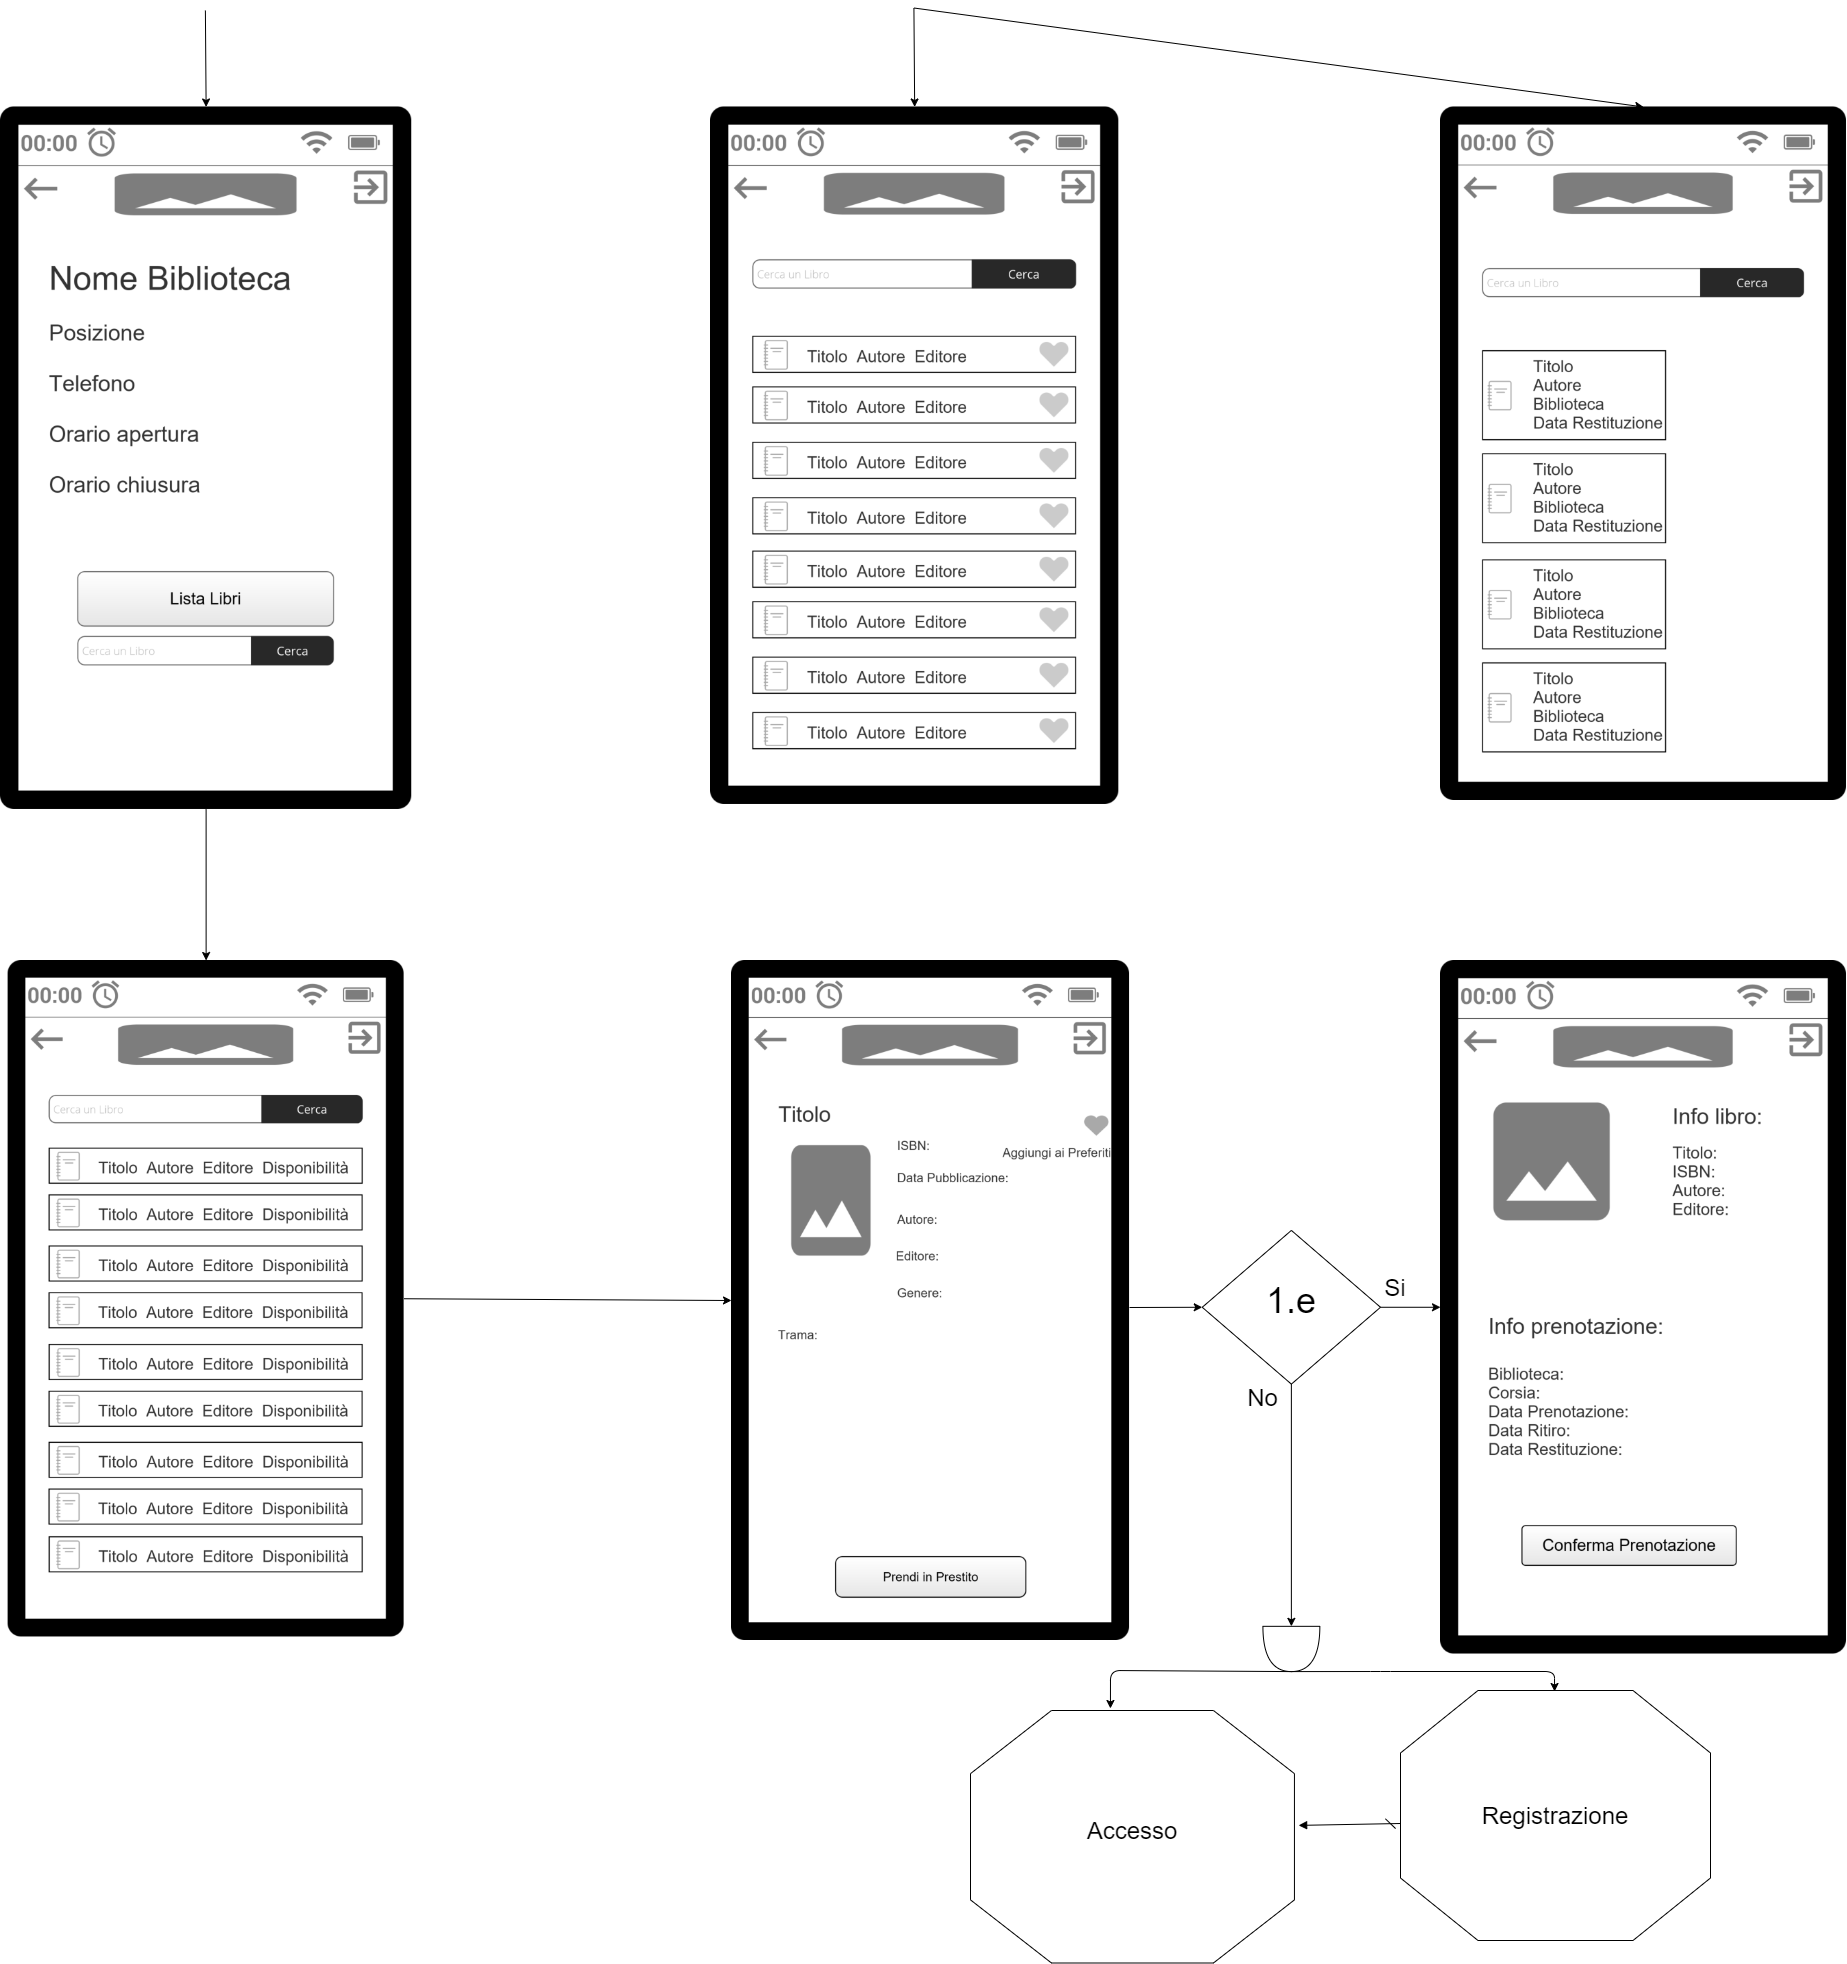 00:00
Nome Biblioteca
Posizione
Telefono
Orario apertura
Orario chiusura
Lista Libri
Cerca un Libro Cerca
00:00
Cerca un Libro Cerca
Titolo Autore Editore
Titolo Autore Editore
Titolo Autore Editore
Titolo Autore Editore
Titolo Autore Editore
Titolo Autore Editore
Titolo Autore Editore
Titolo Autore Editore
00:00
Cerca un Libro Cerca
Titolo
Autore
Biblioteca
Data Restituzione
Titolo
Autore
Biblioteca
Data Restituzione
Titolo
Autore
Biblioteca
Data Restituzione
Titolo
Autore
Biblioteca
Data Restituzione
00:00
Cerca un Libro Cerca
Titolo Autore Editore Disponibilità
Titolo Autore Editore Disponibilità
Titolo Autore Editore Disponibilità
Titolo Autore Editore Disponibilità
Titolo Autore Editore Disponibilità
Titolo Autore Editore Disponibilità
Titolo Autore Editore Disponibilità
Titolo Autore Editore Disponibilità
Titolo Autore Editore Disponibilità
00:00
Titolo
Aggiungi ai Preferiti
ISBN:
Data Pubblicazione:
Autore:
Editore:
Genere:
Trama:
Prendi in Prestito
1.e
Si
No
00:00
Info libro:
Titolo:
ISBN:
Autore:
Editore:
Info prenotazione:
Biblioteca:
Corsia:
Data Prenotazione:
Data Ritiro:
Data Restituzione:
Conferma Prenotazione
Accesso
Registrazione